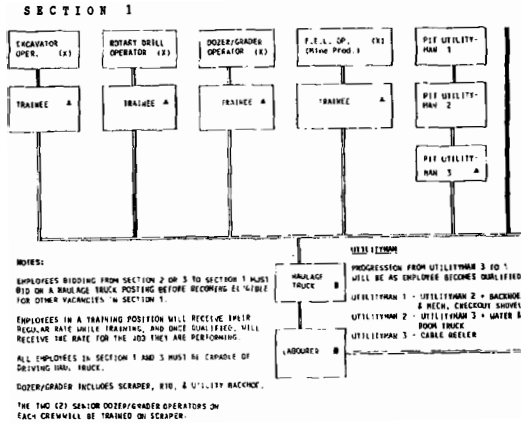 SECTION 1
EXCAVATOR
OPER. (X)
ROTARY DRILL
OPERATOR (X)
DOZER/GRADER
OPERATOR (X)
F.E.L. OP. (X)
(Mine Prod.)
PIT UTILITY-
MAN 1
TRAINEE
TRAINEE
TRAINEE
TRAINEE
PIT UTILITY-
MAN 2
PIT UTILITY-
MAN 3
NOTES:
EMPLOYEES BIDDING FROM SECTION 2 OR 3 TO SECTION 1 MUST
BID ON A HAULAGE TRUCK POSTING BEFORE BECOMING ELIGIBLE
FOR OTHER VACANCIES IN SECTION 1.
EMPLOYEES IN A TRAINING POSITION WILL RECEIVE THEIR
REGULAR RATE WHILE TRAINING, AND ONCE QUALIFIED, WILL
RECEIVE THE RATE FOR THE JOB THEY ARE PERFORMING.
ALL EMPLOYEES IN SECTION 1 AND 3 MUST BE CAPABLE OF
DRIVING HAUL TRUCK.
DOZER/GRADER INCLUDES SCRAPER, & UTILITY BACKHOE.
THE TWO (2) SENIOR DOZER/GRADER OPERATORS ON
EACH CREW WILL BE TRAINED ON SCRAPER.
HAULAGE
TRUCK
LABOURER
UTILITYMAN
PROGRESSION FROM UTILITYMAN 3 TO 1
WILL BE AS EMPLOYEE BECOMES QUALIFIED
UTILITYMAN 1 - UTILITYMAN 2 + BACKHOE
& MECH. CHECKOUT SHOVEL
UTILITYMAN 2 - UTILITYMAN 3 + WATER &
BOOM TRUCK
UTILITYMAN 3 - CABLE REELER